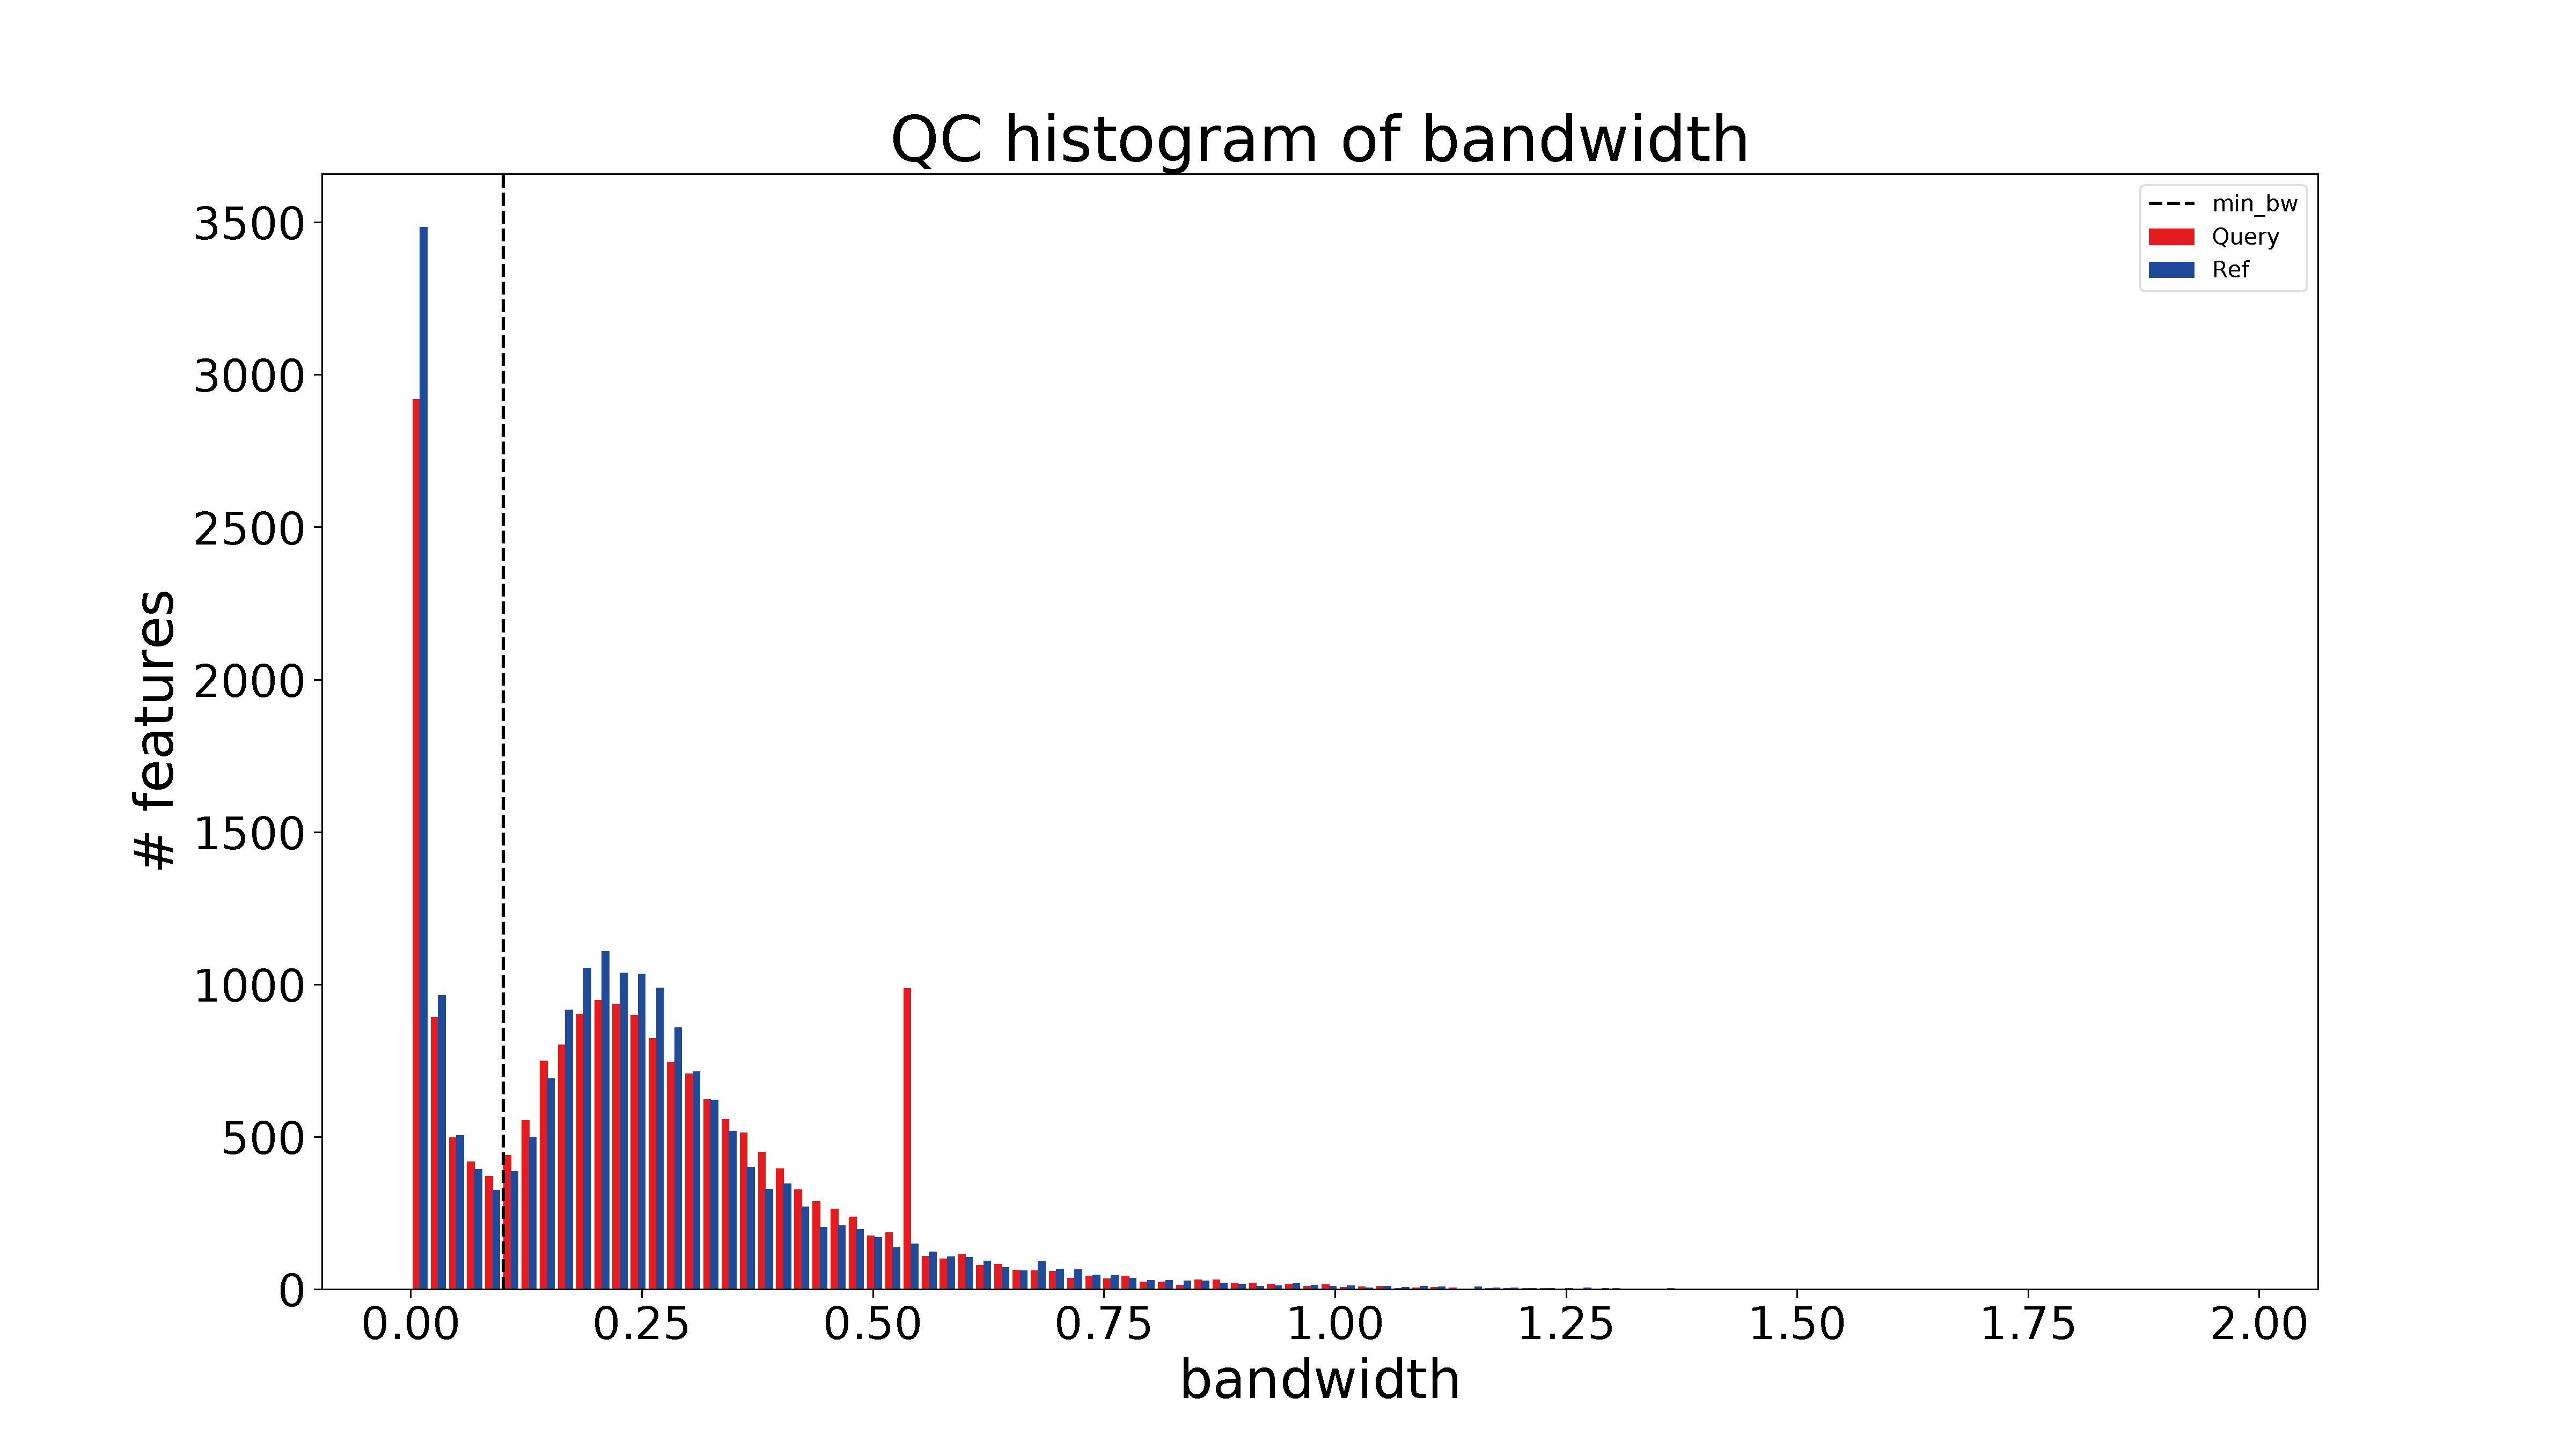 QC histogram of bandwidth
min_bw
Query
Ref
3500
3000
2500
2000
1500
1000
500
0
# features
0.00 0.25 0.50 0.75 1.00 1.25 1.50 1.75 2.00
bandwidth